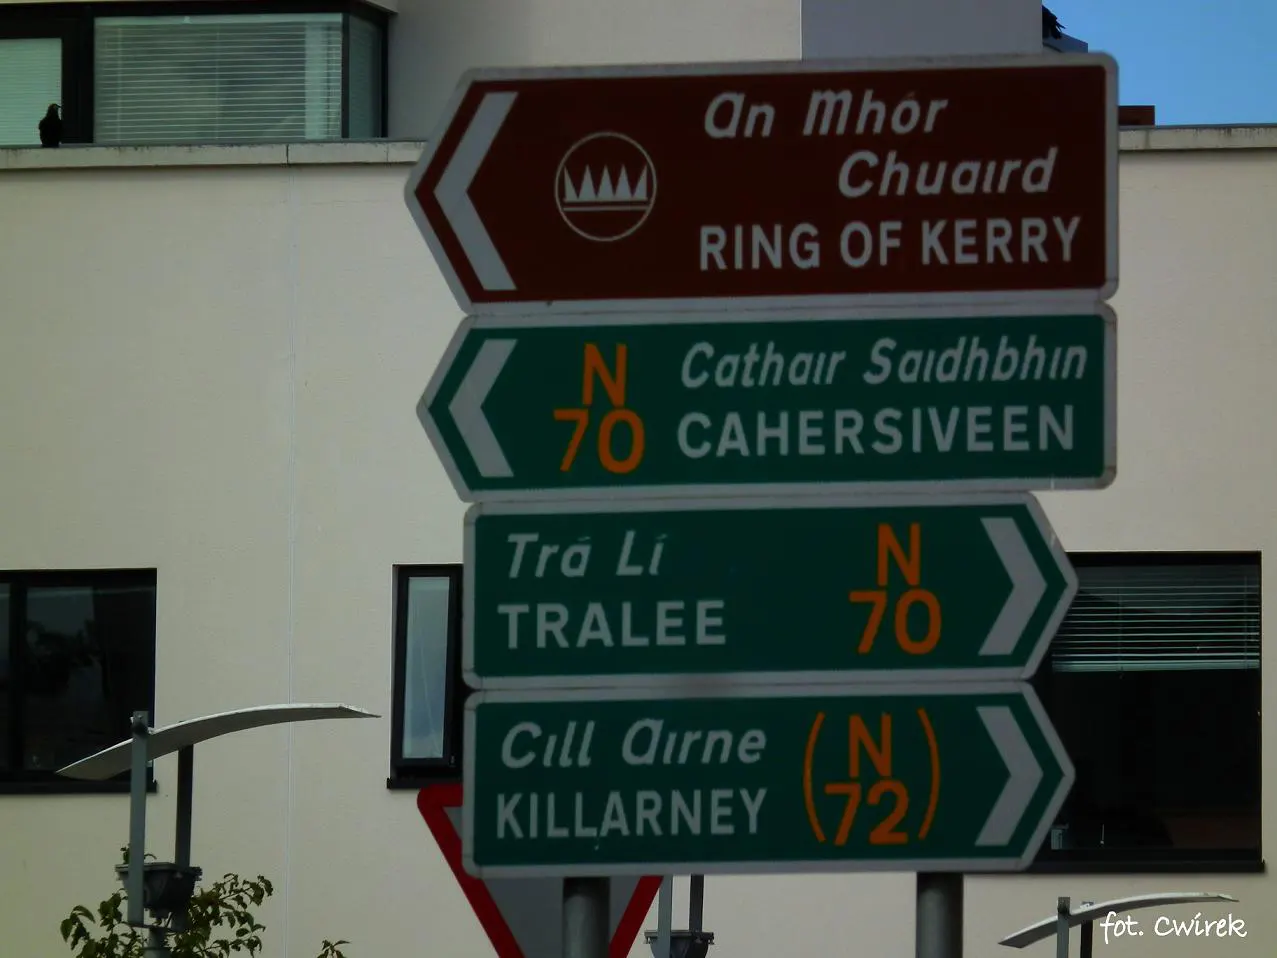 An Mhór
Chuaird
RING OF KERRY
N
70
Cathair Saidhbhín
CAHERSIVEEN
Trá Lí
TRALEE
N
70
Cill Airne
KILLARNEY
(N
72)
fot. Cwírek